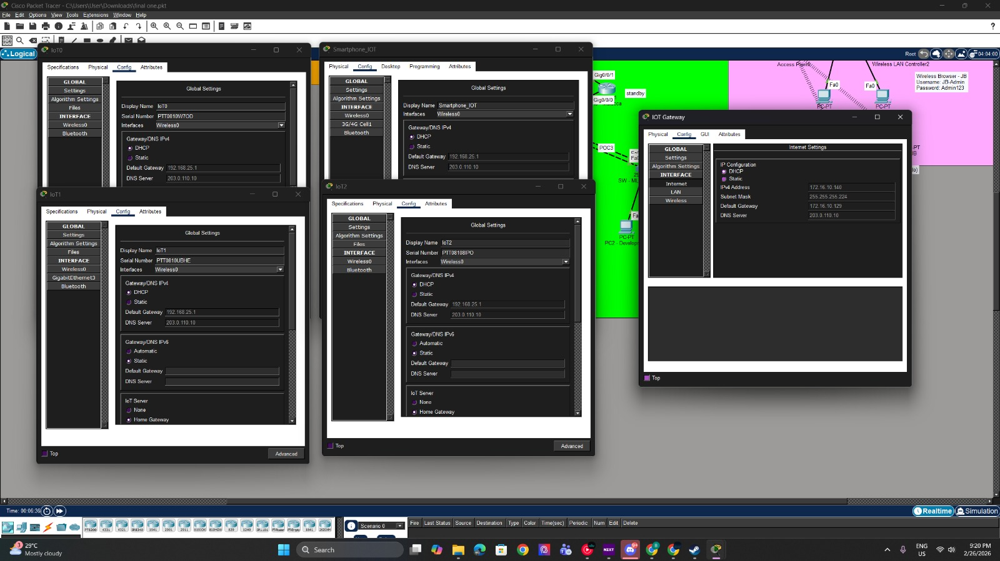 Cisco Packet Tracer - C:\Users\User\Downloads\final one.pkt
File Edit Options View Tools Extensions Window Help
?
Logical
Root
04:04:00
IoT0
Specifications Physical Config Attributes
GLOBAL
Settings
Algorithm Settings
Files
INTERFACE
Wireless0
Bluetooth
Global Settings
Display Name IoT0
Serial Number PTT0810W7OD
Interfaces Wireless0
Gateway/DNS IPv4
DHCP
Static
Default Gateway 192.168.25.1
DNS Server 203.0.110.10
Smartphone_IOT
Physical Config Desktop Programming Attributes
GLOBAL
Settings
Algorithm Settings
INTERFACE
Wireless0
3G/4G Cell1
Bluetooth
Global Settings
Display Name Smartphone_IOT
Interfaces Wireless0
Gateway/DNS IPv4
DHCP
Static
Default Gateway 192.168.25.1
DNS Server 203.0.110.10
Gig0/0/1
standby
Gig0/0/0
POC3
Fa0
PC-PT
PC2 - Develop
Wireless LAN Controller2
Fa0
Fa0
PC-PT
PC-PT
Wireless Browser - JB
Username: JB-Admin
Password: Admin123
IoT1
Specifications Physical Config Attributes
GLOBAL
Settings
Algorithm Settings
Files
INTERFACE
Wireless0
GigabitEthernet3
Bluetooth
Global Settings
Display Name IoT1
Serial Number PTT0810UBHE
Interfaces Wireless0
Gateway/DNS IPv4
DHCP
Static
Default Gateway 192.168.25.1
DNS Server 203.0.110.10
Gateway/DNS IPv6
Automatic
Static
Default Gateway
DNS Server
IoT Server
None
Home Gateway
Top
Advanced
IoT2
Specifications Physical Config Attributes
GLOBAL
Settings
Algorithm Settings
Files
INTERFACE
Wireless0
Bluetooth
Global Settings
Display Name IoT2
Serial Number PTT08108IPO
Interfaces Wireless0
Gateway/DNS IPv4
DHCP
Static
Default Gateway 192.168.25.1
DNS Server 203.0.110.10
Gateway/DNS IPv6
Automatic
Static
Default Gateway
DNS Server
IoT Server
None
Home Gateway
Top
Advanced
IOT Gateway
Physical Config GUI Attributes
GLOBAL
Settings
Algorithm Settings
INTERFACE
Internet
LAN
Wireless
Internet Settings
IP Configuration
DHCP
Static
IPv4 Address 172.16.10.140
Subnet Mask 255.255.255.224
Default Gateway 172.16.10.129
DNS Server 203.0.110.10
Top
Time: 00:06:36
Realtime Simulation
4331 4321 1941 2901 2911 829 1240 1841
Scenario 0
Fire Last Status Source Destination Type Color Time(sec) Periodic Num Edit Delete
29°C
Mostly cloudy
Search
NZXT
ENG
US
9:20 PM
2/26/2026